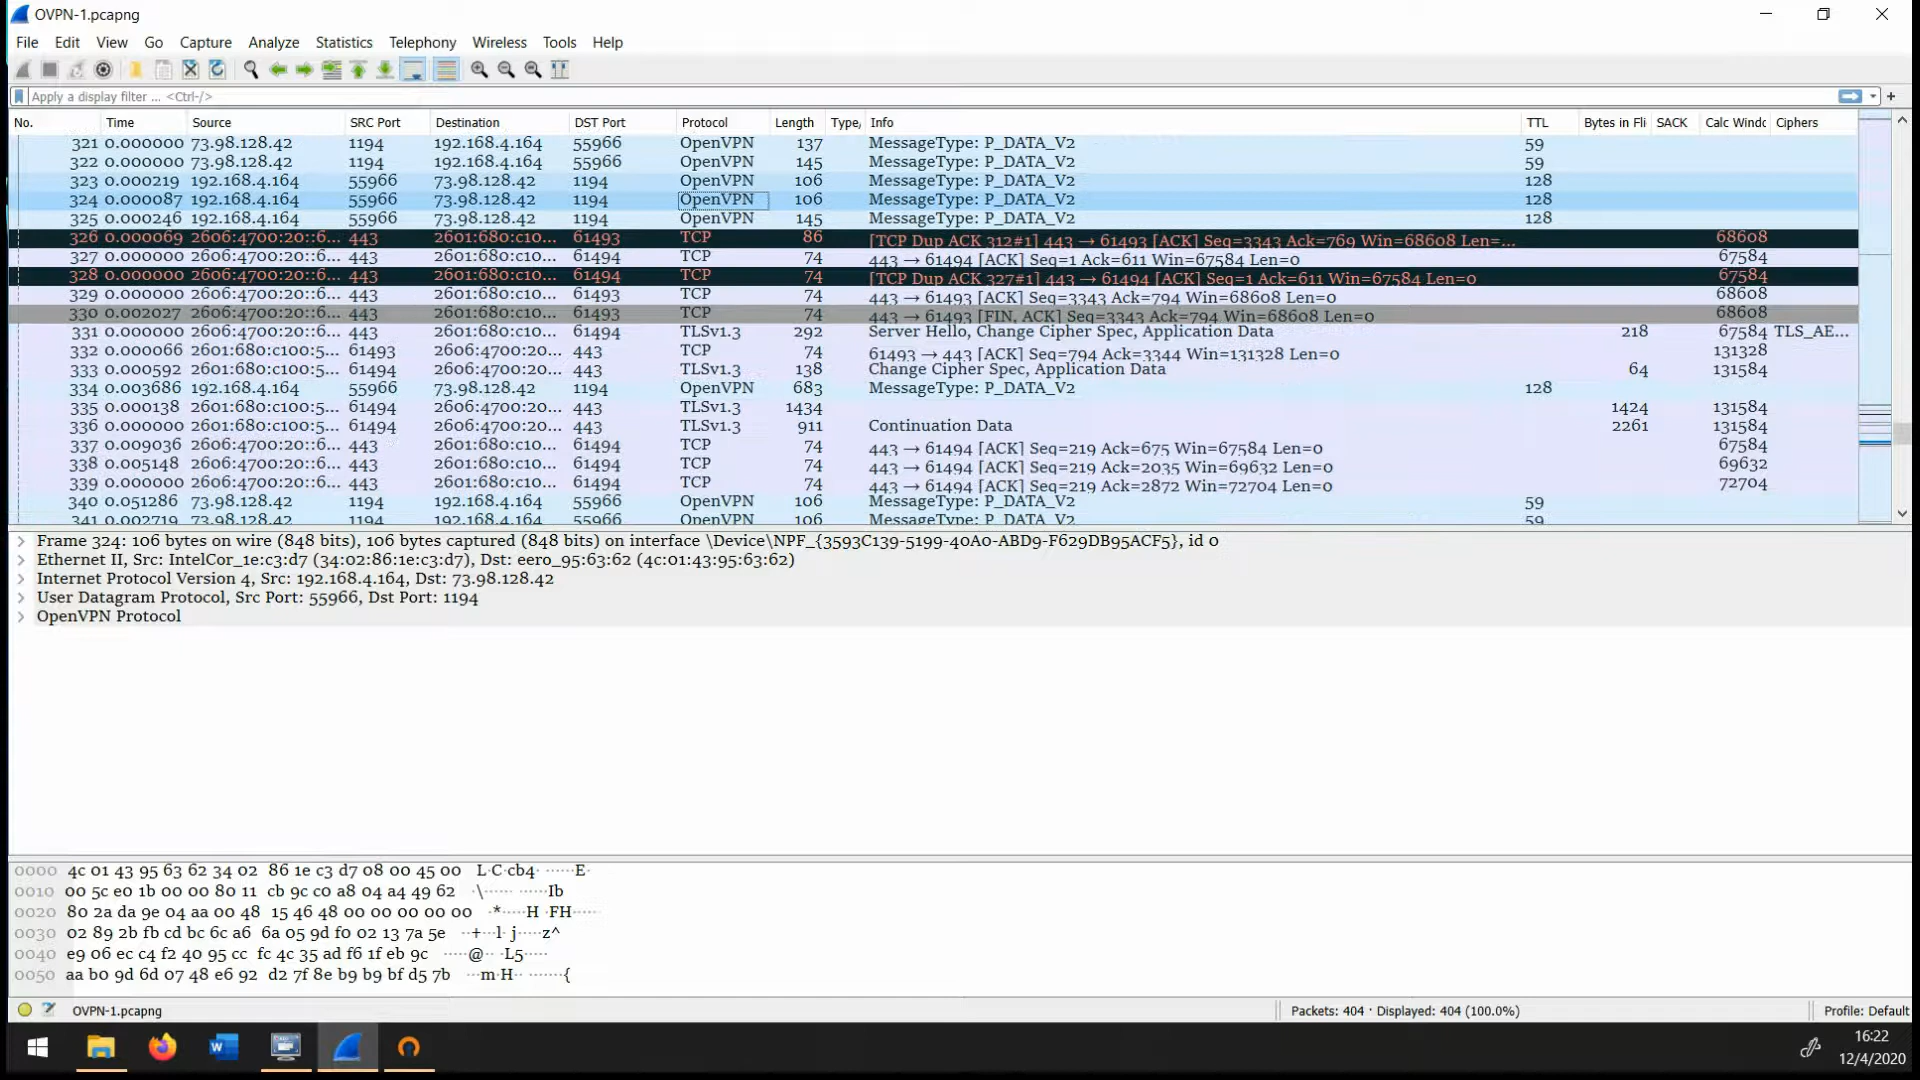 OVPN-1.pcapng
File Edit View Go Capture Analyze Statistics Telephony Wireless Tools Help
Apply a display filter ... <Ctrl-/>
No. Time Source SRC Port Destination DST Port Protocol Length Type, Info TTL Bytes in Fli SACK Calc Windo Ciphers
321 0.000000 73.98.128.42 1194 192.168.4.164 55966 OpenVPN 137 MessageType: P_DATA_V2 59
322 0.000000 73.98.128.42 1194 192.168.4.164 55966 OpenVPN 145 MessageType: P_DATA_V2 59
323 0.000219 192.168.4.164 55966 73.98.128.42 1194 OpenVPN 106 MessageType: P_DATA_V2 128
324 0.000087 192.168.4.164 55966 73.98.128.42 1194 OpenVPN 106 MessageType: P_DATA_V2 128
325 0.000246 192.168.4.164 55966 73.98.128.42 1194 OpenVPN 145 MessageType: P_DATA_V2 128
326 0.000069 2606:4700:20::6... 443 2601:680:c10... 61493 TCP 86 [TCP Dup ACK 312#1] 443 → 61493 [ACK] Seq=3343 Ack=769 Win=68608 Len=... 68608
327 0.000000 2606:4700:20::6... 443 2601:680:c10... 61494 TCP 74 443 → 61494 [ACK] Seq=1 Ack=611 Win=67584 Len=0 67584
328 0.000000 2606:4700:20::6... 443 2601:680:c10... 61494 TCP 74 [TCP Dup ACK 327#1] 443 → 61494 [ACK] Seq=1 Ack=611 Win=67584 Len=0 67584
329 0.000000 2606:4700:20::6... 443 2601:680:c10... 61493 TCP 74 443 → 61493 [ACK] Seq=3343 Ack=794 Win=68608 Len=0 68608
330 0.002027 2606:4700:20::6... 443 2601:680:c10... 61493 TCP 74 443 → 61493 [FIN, ACK] Seq=3343 Ack=794 Win=68608 Len=0 68608
331 0.000000 2606:4700:20::6... 443 2601:680:c10... 61494 TLSv1.3 292 Server Hello, Change Cipher Spec, Application Data 218 67584 TLS_AE...
332 0.000066 2601:680:c100:5... 61493 2606:4700:20... 443 TCP 74 61493 → 443 [ACK] Seq=794 Ack=3344 Win=131328 Len=0 131328
333 0.000592 2601:680:c100:5... 61494 2606:4700:20... 443 TLSv1.3 138 Change Cipher Spec, Application Data 64 131584
334 0.003686 192.168.4.164 55966 73.98.128.42 1194 OpenVPN 683 MessageType: P_DATA_V2 128
335 0.000138 2601:680:c100:5... 61494 2606:4700:20... 443 TLSv1.3 1434 1424 131584
336 0.000000 2601:680:c100:5... 61494 2606:4700:20... 443 TLSv1.3 911 Continuation Data 2261 131584
337 0.009036 2606:4700:20::6... 443 2601:680:c10... 61494 TCP 74 443 → 61494 [ACK] Seq=219 Ack=675 Win=67584 Len=0 67584
338 0.005148 2606:4700:20::6... 443 2601:680:c10... 61494 TCP 74 443 → 61494 [ACK] Seq=219 Ack=2035 Win=69632 Len=0 69632
339 0.000000 2606:4700:20::6... 443 2601:680:c10... 61494 TCP 74 443 → 61494 [ACK] Seq=219 Ack=2872 Win=72704 Len=0 72704
340 0.051286 73.98.128.42 1194 192.168.4.164 55966 OpenVPN 106 MessageType: P_DATA_V2 59
341 0.002719 73.98.128.42 1194 192.168.4.164 55966 OpenVPN 106 MessageType: P_DATA_V2 59
Frame 324: 106 bytes on wire (848 bits), 106 bytes captured (848 bits) on interface \Device\NPF_{3593C139-5199-40A0-ABD9-F629DB95ACF5}, id 0
Ethernet II, Src: IntelCor_1e:c3:d7 (34:02:86:1e:c3:d7), Dst: eero_95:63:62 (4c:01:43:95:63:62)
Internet Protocol Version 4, Src: 192.168.4.164, Dst: 73.98.128.42
User Datagram Protocol, Src Port: 55966, Dst Port: 1194
OpenVPN Protocol
0000 4c 01 43 95 63 62 34 02 86 1e c3 d7 08 00 45 00 L·C·cb4· ······E·
0010 00 5c e0 1b 00 00 80 11 cb 9c c0 a8 04 a4 49 62 ·\······ ······Ib
0020 80 2a da 9e 04 aa 00 48 15 46 48 00 00 00 00 00 ·*·····H ·FH·····
0030 02 89 2b fb cd bc 6c a6 6a 05 9d f0 02 13 7a 5e ··+···l· j·····z^
0040 e9 06 ec c4 f2 40 95 cc fc 4c 35 ad f6 1f eb 9c ·····@·· ·L5·····
0050 aa b0 9d 6d 07 48 e6 92 d2 7f 8e b9 b9 bf d5 7b ···m·H·· ·······{
OVPN-1.pcapng Packets: 404 · Displayed: 404 (100.0%) Profile: Default
16:22
12/4/2020